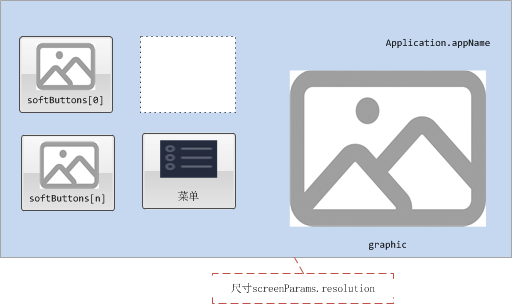 Application.appName
softButtons[0]
softButtons[n]
菜单
graphic
尺寸screenParams.resolution